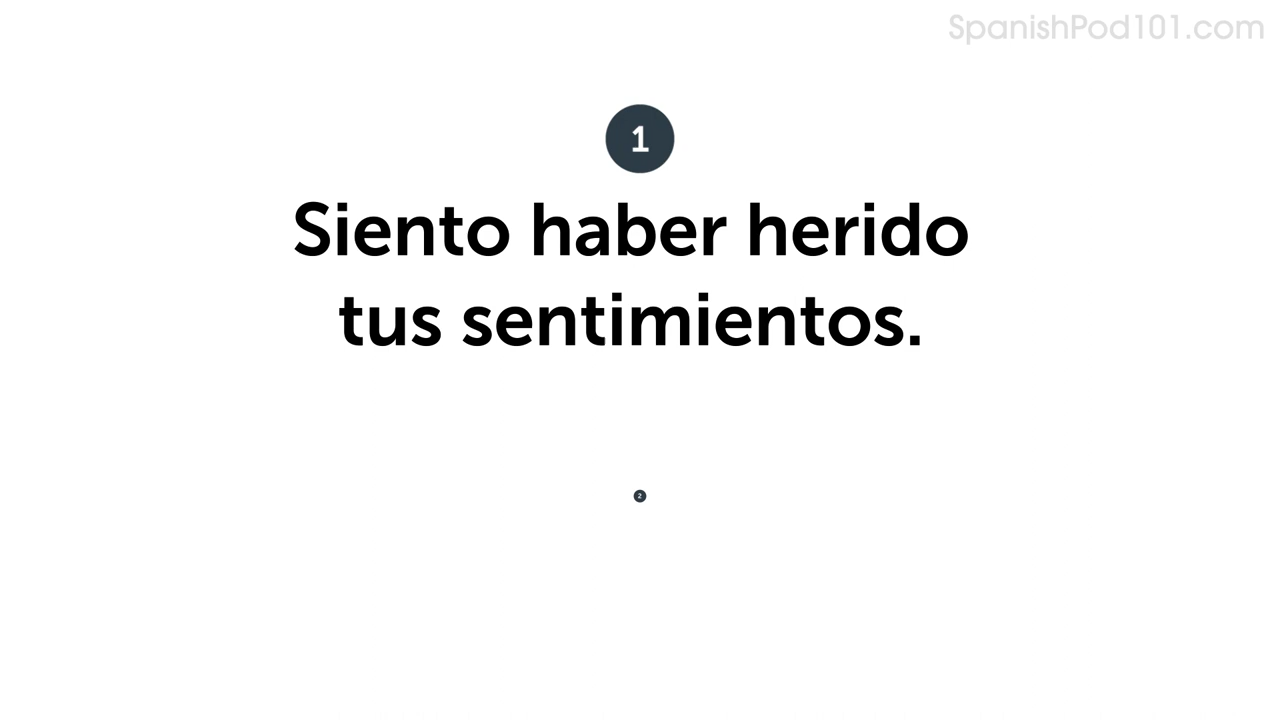 SpanishPod101.com
1
Siento haber herido
tus sentimientos.
2